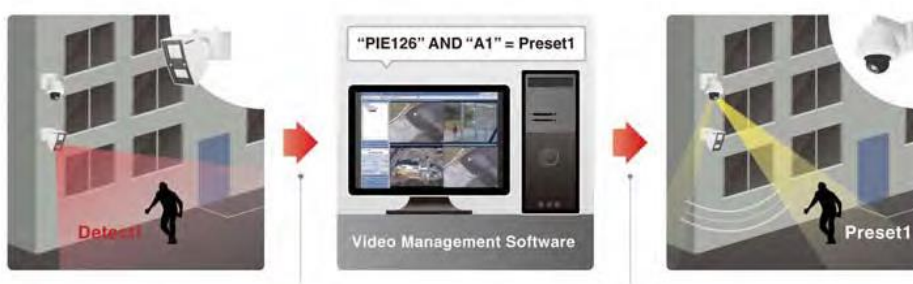 "PIE126" AND "A1" = Preset1
Detect1
Video Management Software
Preset1